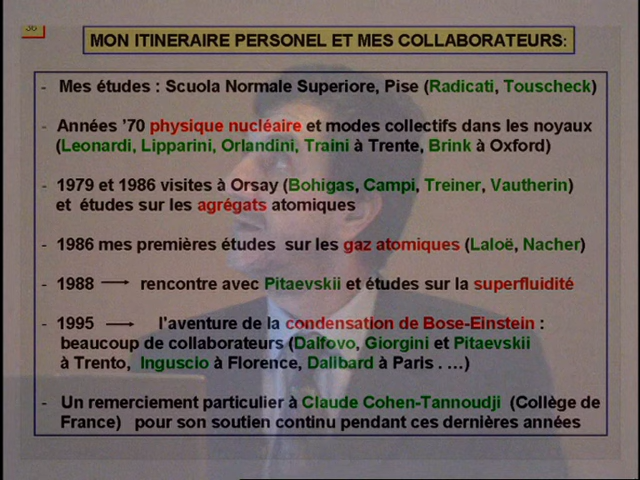 36
MON ITINERAIRE PERSONEL ET MES COLLABORATEURS:
- Mes études : Scuola Normale Superiore, Pise (Radicati, Touscheck)
- Années '70 physique nucléaire et modes collectifs dans les noyaux
(Leonardi, Lipparini, Orlandini, Traini à Trente, Brink à Oxford)
- 1979 et 1986 visites à Orsay (Bohigas, Campi, Treiner, Vautherin)
et études sur les agrégats atomiques
- 1986 mes premières études sur les gaz atomiques (Laloë, Nacher)
- 1988 → rencontre avec Pitaevskii et études sur la superfluidité
- 1995 → l'aventure de la condensation de Bose-Einstein :
beaucoup de collaborateurs (Dalfovo, Giorgini et Pitaevskii
à Trento, Inguscio à Florence, Dalibard à Paris . …)
- Un remerciement particulier à Claude Cohen-Tannoudji (Collège de
France) pour son soutien continu pendant ces dernières années